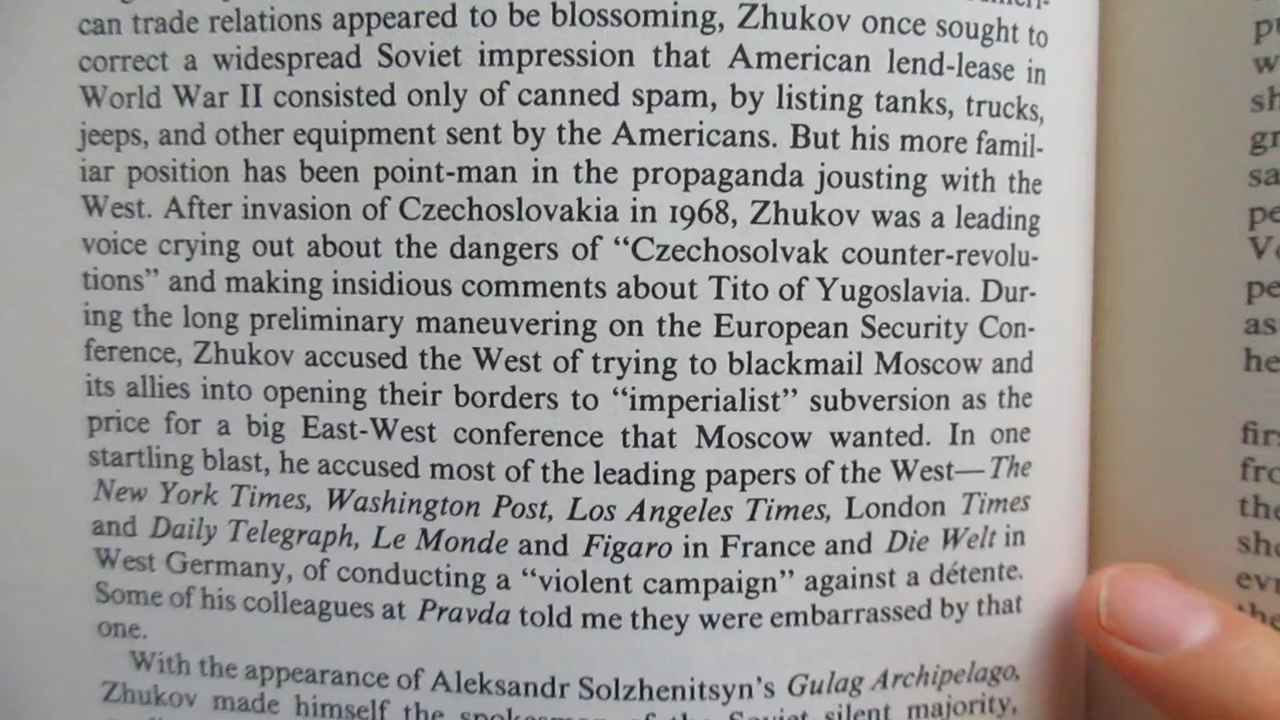 can trade relations appeared to be blossoming, Zhukov once sought to
correct a widespread Soviet impression that American lend-lease in
World War II consisted only of canned spam, by listing tanks, trucks,
jeeps, and other equipment sent by the Americans. But his more famil-
iar position has been point-man in the propaganda jousting with the
West. After invasion of Czechoslovakia in 1968, Zhukov was a leading
voice crying out about the dangers of “Czechosolvak counter-revolu-
tions” and making insidious comments about Tito of Yugoslavia. Dur-
ing the long preliminary maneuvering on the European Security Con-
ference, Zhukov accused the West of trying to blackmail Moscow and
its allies into opening their borders to “imperialist” subversion as the
price for a big East-West conference that Moscow wanted. In one
startling blast, he accused most of the leading papers of the West—The
New York Times, Washington Post, Los Angeles Times, London Times
and Daily Telegraph, Le Monde and Figaro in France and Die Welt in
West Germany, of conducting a “violent campaign” against a détente.
Some of his colleagues at Pravda told me they were embarrassed by that
one.
With the appearance of Aleksandr Solzhenitsyn’s Gulag Archipelago,
Zhukov made himself the spokesman of the Soviet silent majority,